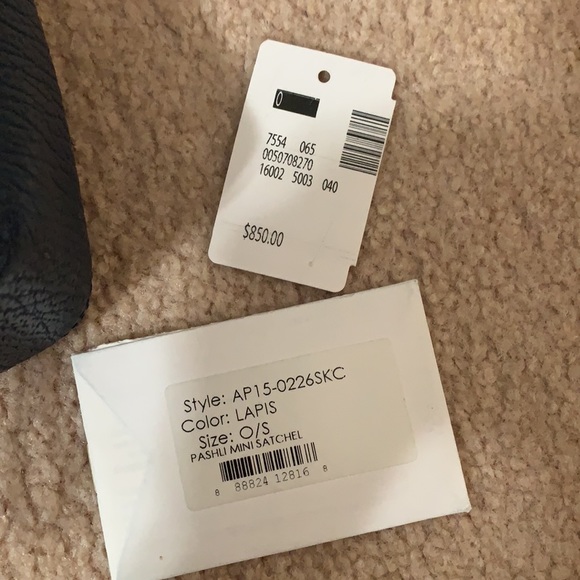 0
7554 065
0050708270
16002 5003 040
$850.00
Style: AP15-0226SKC
Color: LAPIS
Size: O/S
PASHLI MINI SATCHEL
8 88824 12816 8